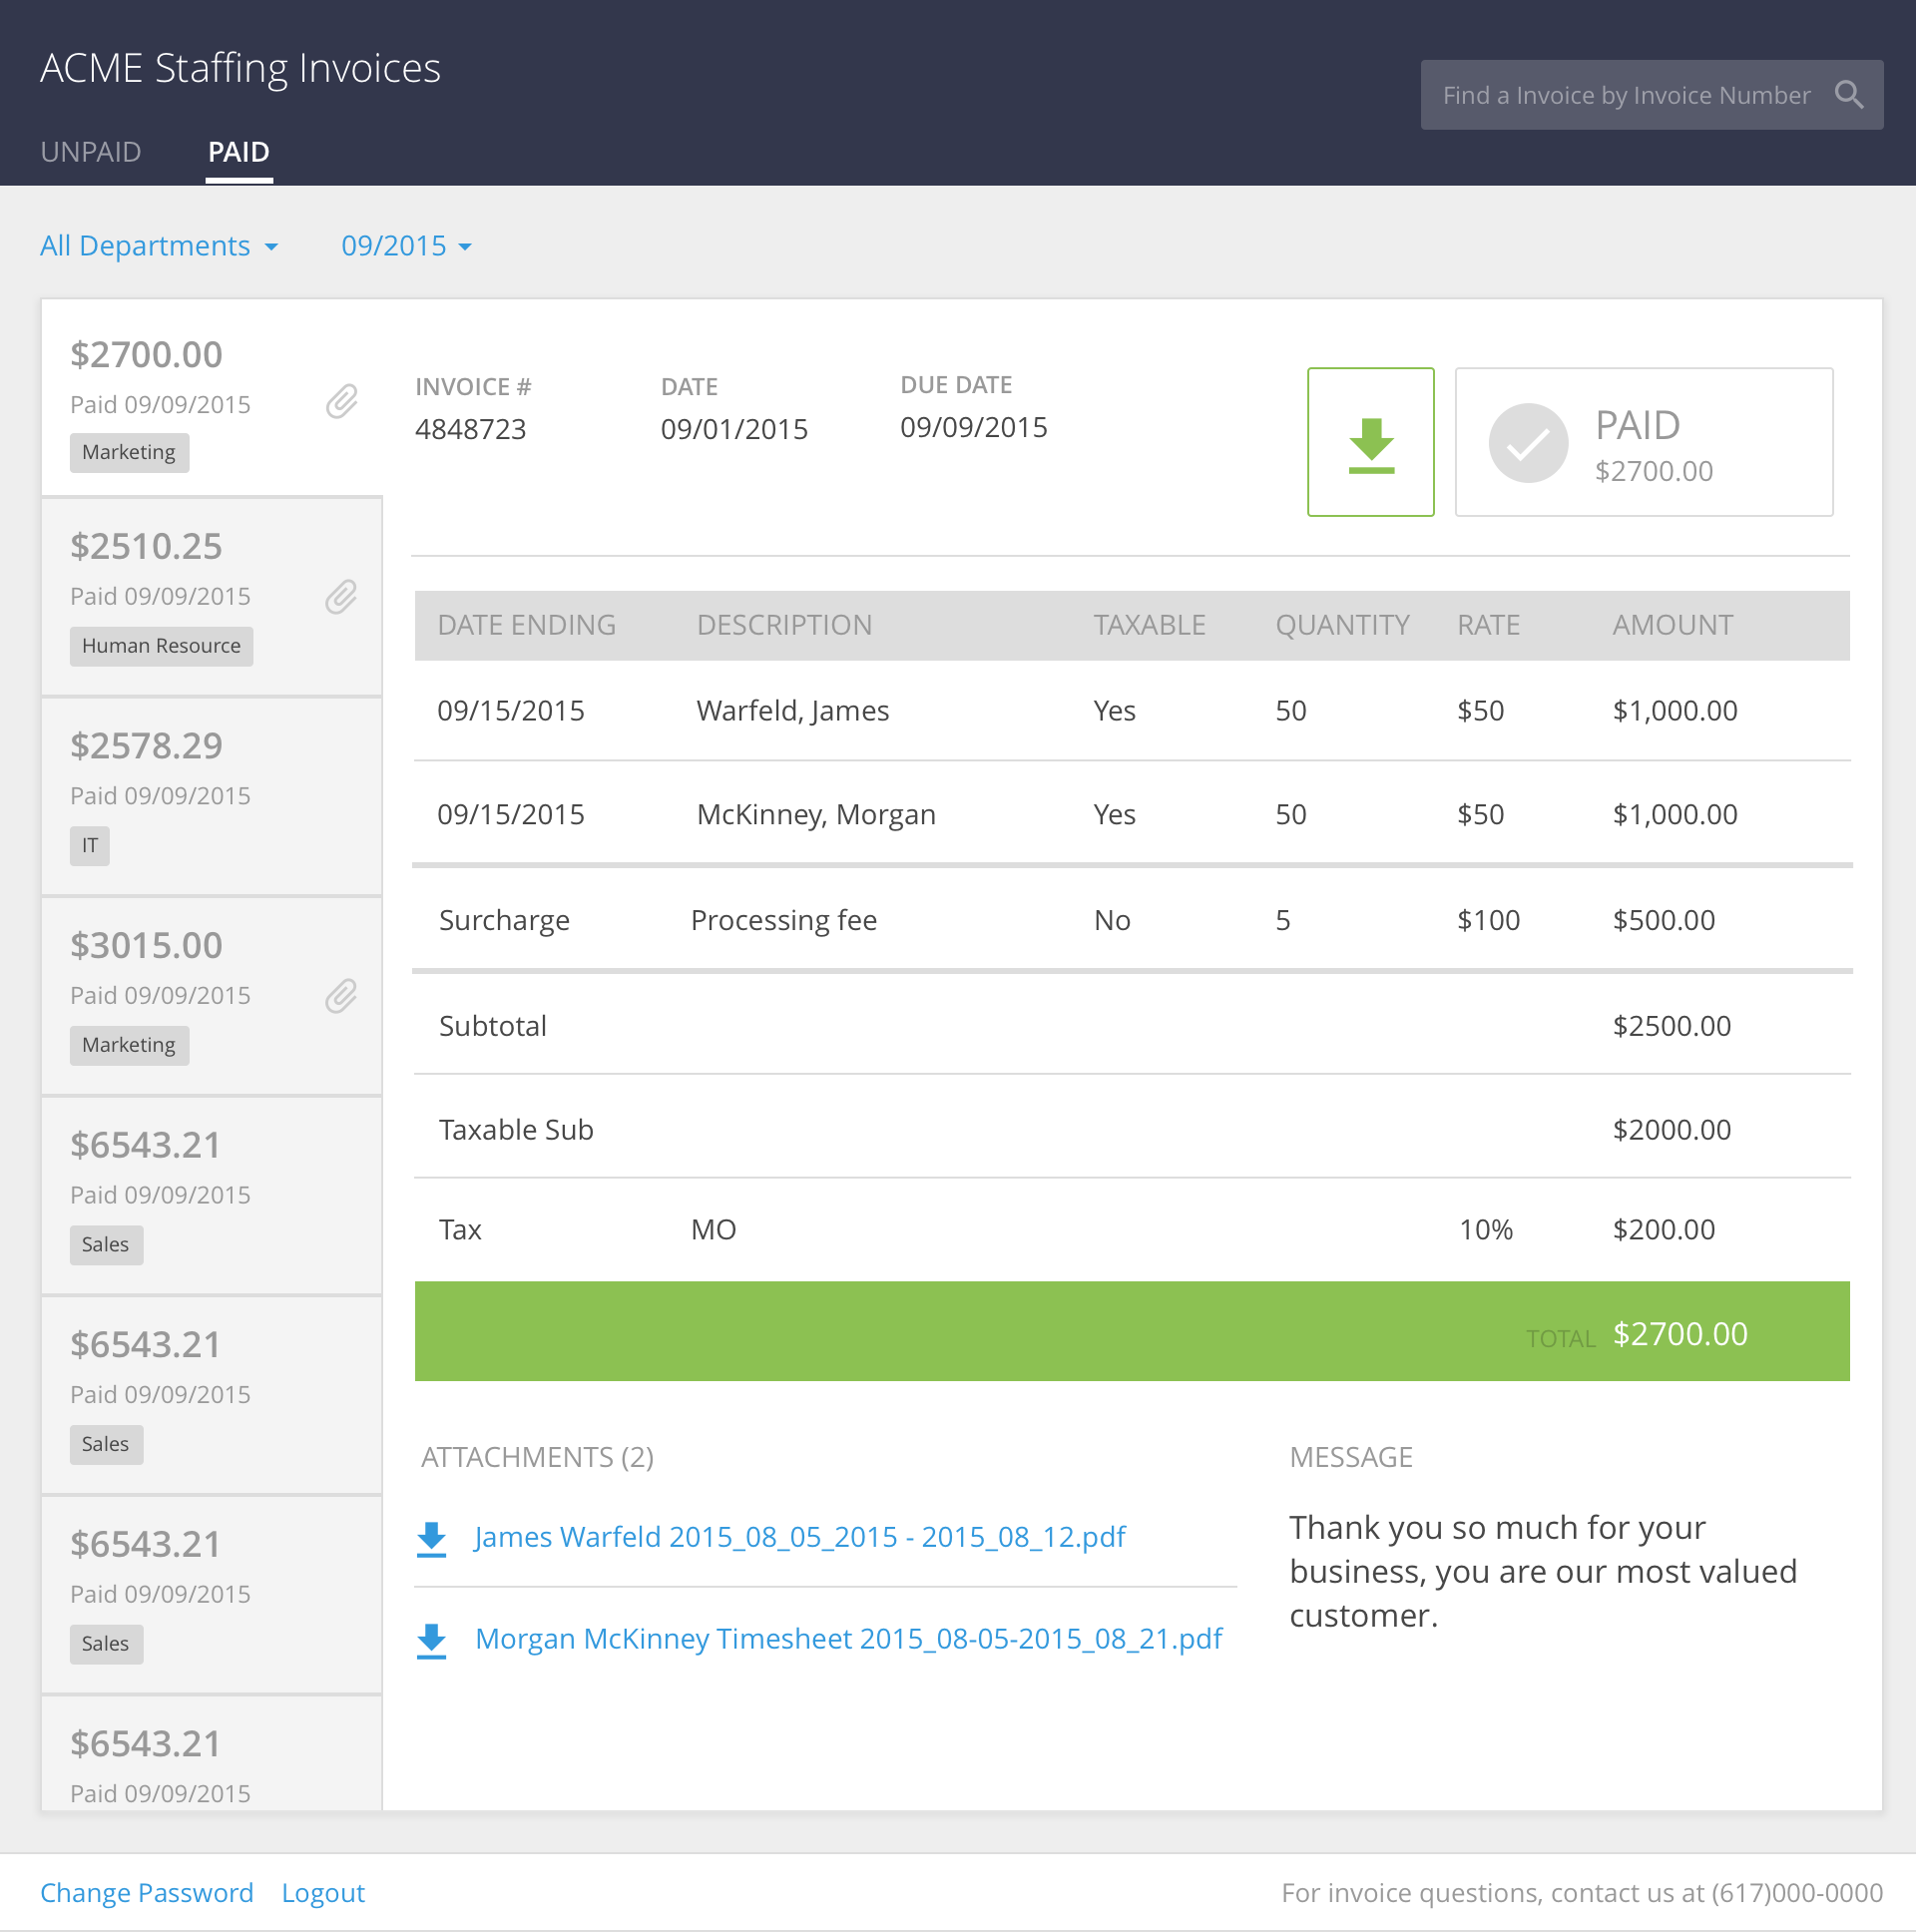 ACME Staffing Invoices
Find a Invoice by Invoice Number
UNPAID PAID
All Departments 09/2015
$2700.00
Paid 09/09/2015
Marketing
$2510.25
Paid 09/09/2015
Human Resource
$2578.29
Paid 09/09/2015
IT
$3015.00
Paid 09/09/2015
Marketing
$6543.21
Paid 09/09/2015
Sales
$6543.21
Paid 09/09/2015
Sales
$6543.21
Paid 09/09/2015
Sales
$6543.21
Paid 09/09/2015
INVOICE # DATE DUE DATE
4848723 09/01/2015 09/09/2015
PAID
$2700.00
DATE ENDING DESCRIPTION TAXABLE QUANTITY RATE AMOUNT
09/15/2015 Warfeld, James Yes 50 $50 $1,000.00
09/15/2015 McKinney, Morgan Yes 50 $50 $1,000.00
Surcharge Processing fee No 5 $100 $500.00
Subtotal $2500.00
Taxable Sub $2000.00
Tax MO 10% $200.00
TOTAL $2700.00
ATTACHMENTS (2)
James Warfeld 2015_08_05_2015 - 2015_08_12.pdf
Morgan McKinney Timesheet 2015_08-05-2015_08_21.pdf
MESSAGE
Thank you so much for your
business, you are our most valued
customer.
Change Password Logout
For invoice questions, contact us at (617)000-0000